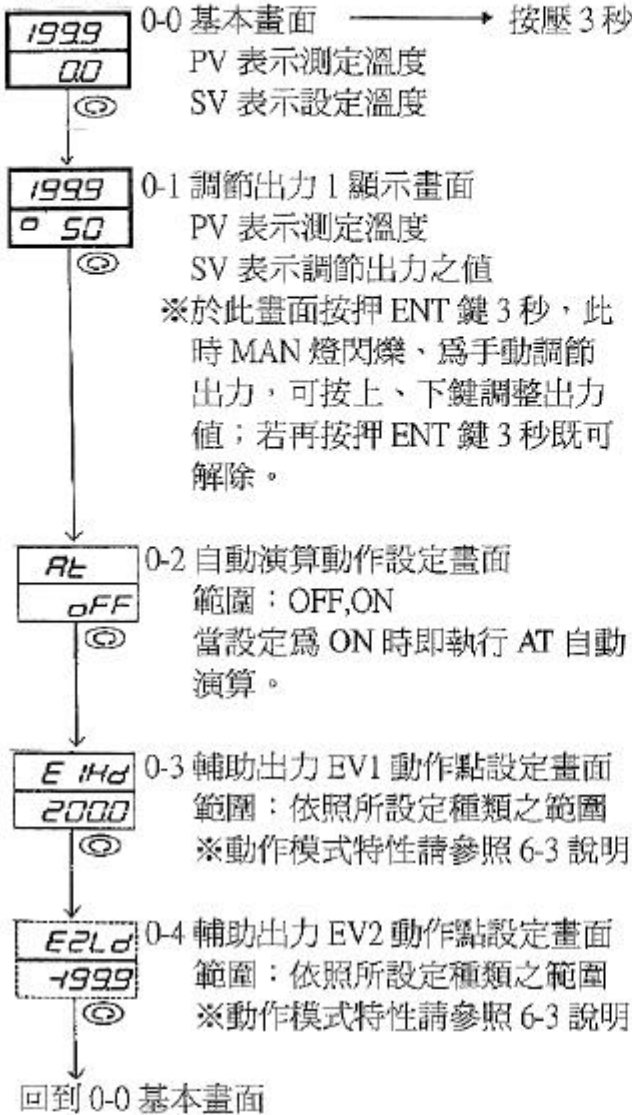 199.9
0.0
0-0 基本畫面 → 按壓 3 秒
PV 表示測定溫度
SV 表示設定溫度
199.9
0-1 調節出力 1 顯示畫面
o 50
PV 表示測定溫度
SV 表示調節出力之值
※於此畫面按押 ENT 鍵 3 秒，此
時 MAN 燈閃爍、爲手動調節
出力，可按上、下鍵調整出力
值；若再按押 ENT 鍵 3 秒既可
解除。
At
0-2 自動演算動作設定畫面
oFF
範圍：OFF,ON
當設定爲 ON 時即執行 AT 自動
演算。
E1Hd
0-3 輔助出力 EV1 動作點設定畫面
200.0
範圍：依照所設定種類之範圍
※動作模式特性請參照 6-3 說明
E2Ld
0-4 輔助出力 EV2 動作點設定畫面
-199.9
範圍：依照所設定種類之範圍
※動作模式特性請參照 6-3 說明
回到 0-0 基本畫面